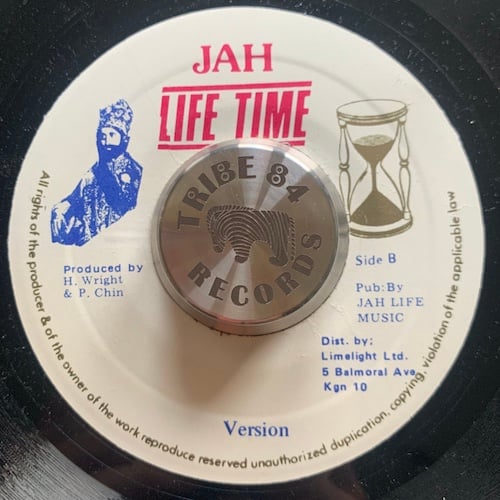 JAH
LIFE TIME
TRIBE 84
RECORDS
Produced by
H. Wright
& P. Chin
Side B
Pub: By
JAH LIFE
MUSIC
Dist. by:
Limelight Ltd.
5 Balmoral Ave.
Kgn 10
Version
All rights of the producer & of the owner of the work reproduce reserved unauthorized duplication, copying, violation of the applicable law